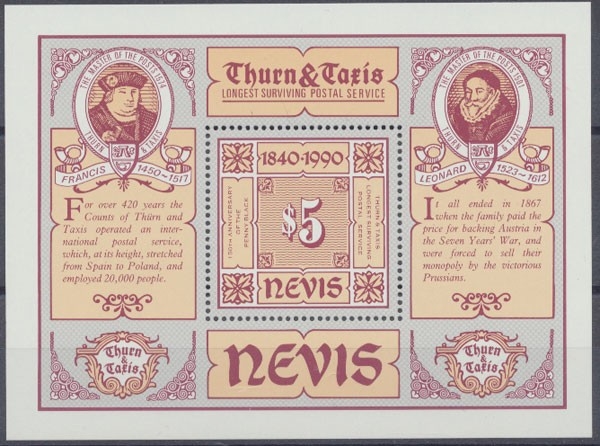 THE MASTER OF THE POSTS 1514
THURN & TAXIS
FRANCIS 1450~1517
For over 420 years the
Counts of Thürn and
Taxis operated an inter-
national postal service,
which, at its height, stretched
from Spain to Poland, and
employed 20,000 people.
Thurn
&
Taxis
Thurn & Taxis
LONGEST SURVIVING POSTAL SERVICE
1840-1990
150TH ANNIVERSARY
OF THE
PENNY BLACK
$5
THURN & TAXIS
LONGEST SURVIVING
POSTAL SERVICE
NEVIS
NEVIS
THE MASTER OF THE POSTS 1501
THURN & TAXIS
LEONARD 1523~1612
It all ended in 1867
when the family paid the
price for backing Austria in
the Seven Years' War, and
were forced to sell their
monopoly by the victorious
Prussians.
Thurn
&
Taxis